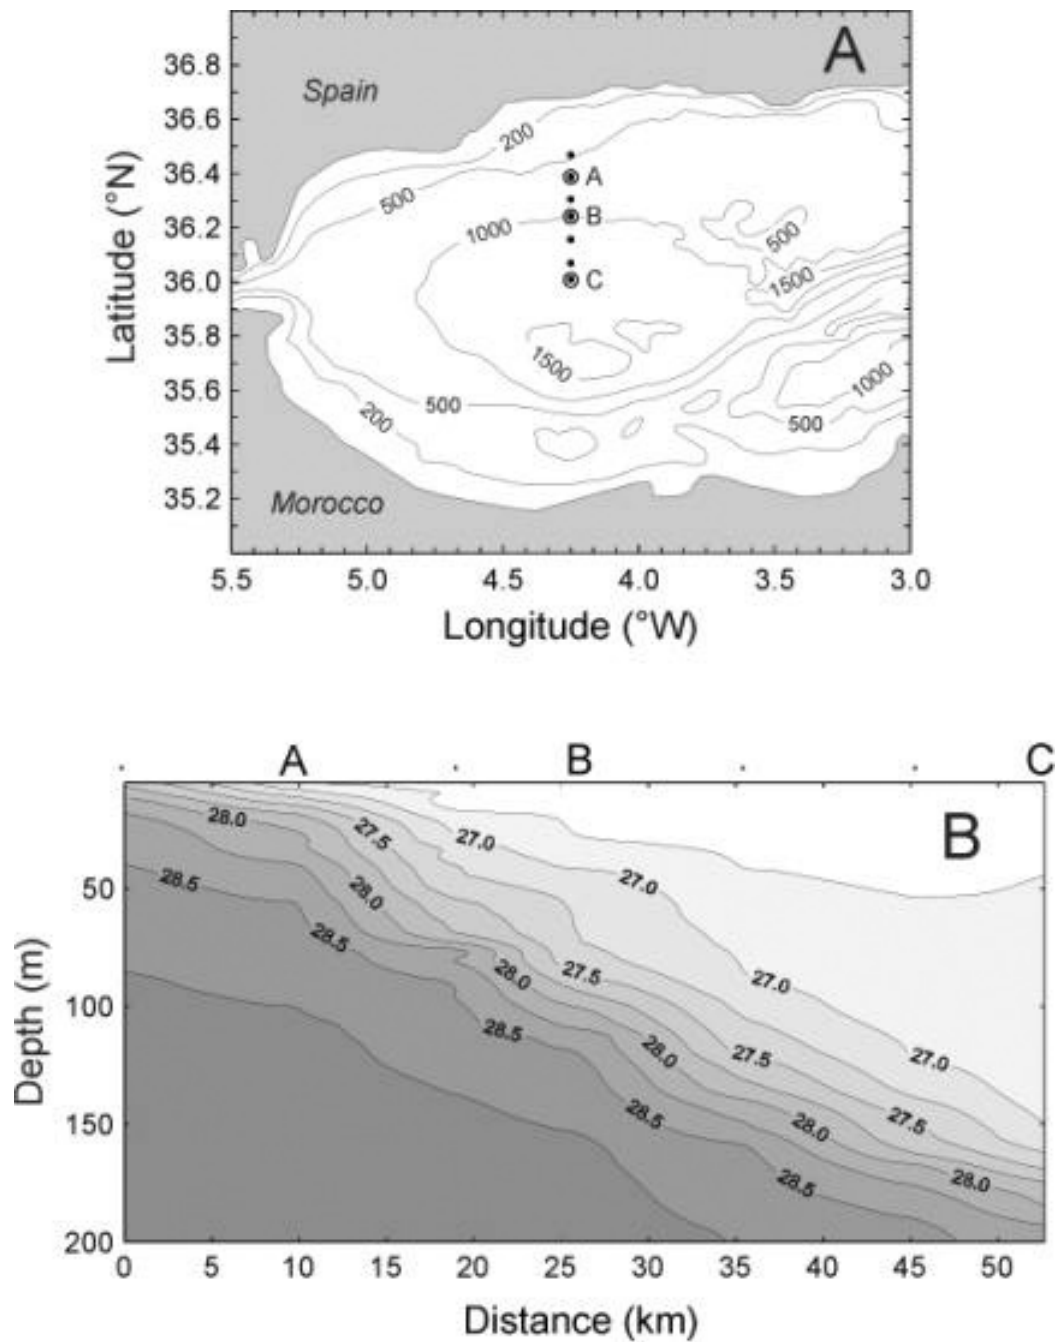 A
Spain
Morocco
Latitude (°N)
36.8
36.6
36.4
36.2
36.0
35.8
35.6
35.4
35.2
200
500
A
B
1000
500
C
1500
1500
1000
500
200
500
5.5 5.0 4.5 4.0 3.5 3.0
Longitude (°W)
A B C
B
28.0 27.5 27.0
28.5 28.0 27.0
28.5 28.0 27.5 27.0
28.5 28.0 27.5 27.0
28.5 28.0 27.5
28.5 28.0
Depth (m)
50
100
150
200
0 5 10 15 20 25 30 35 40 45 50
Distance (km)